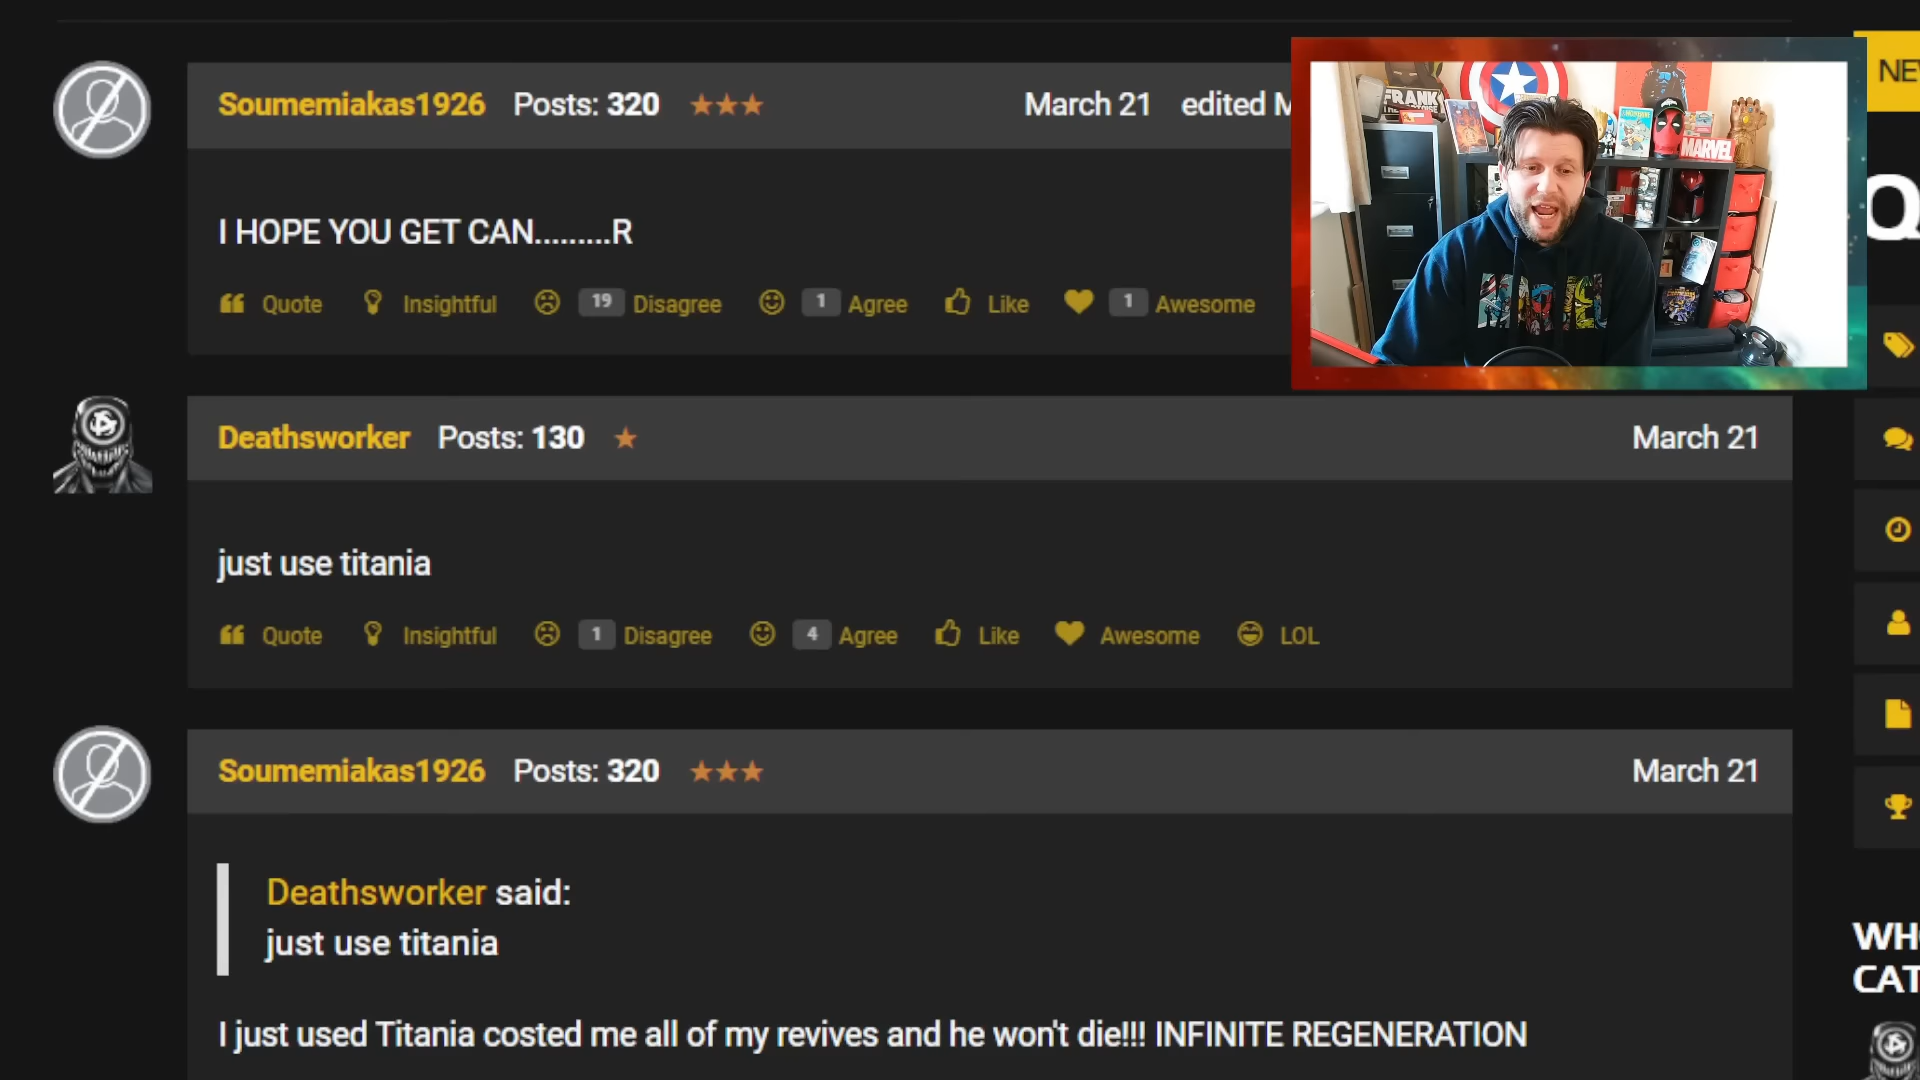 Soumemiakas1926 Posts: 320 March 21 edited M
I HOPE YOU GET CAN.........R
Quote Insightful 19 Disagree 1 Agree Like 1 Awesome
FRANK
MARVEL
NEW
Q
Deathsworker Posts: 130 March 21
just use titania
Quote Insightful 1 Disagree 4 Agree Like Awesome LOL
Soumemiakas1926 Posts: 320 March 21
Deathsworker said:
just use titania
I just used Titania costed me all of my revives and he won't die!!! INFINITE REGENERATION
WHO
CAT